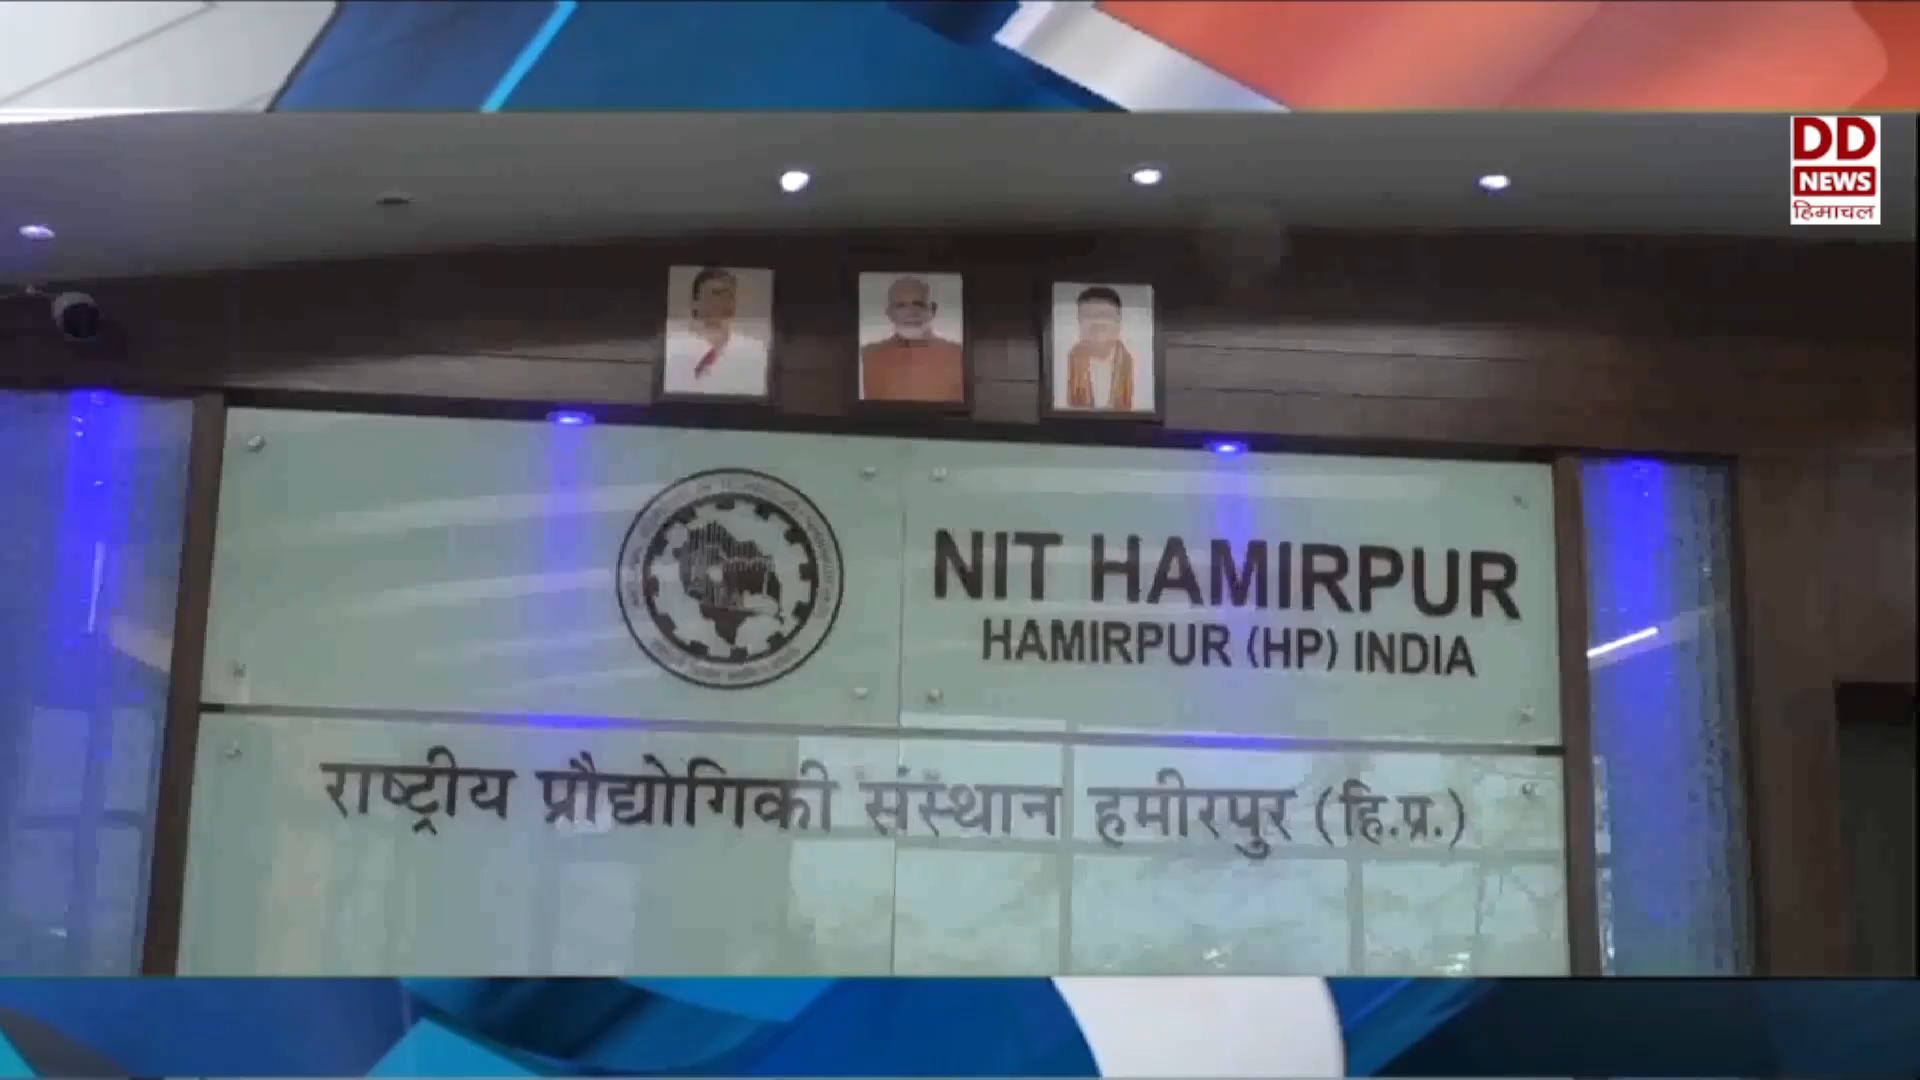 DD
NEWS
हिमाचल
NIT HAMIRPUR
HAMIRPUR (HP) INDIA
राष्ट्रीय प्रौद्योगिकी संस्थान हमीरपुर (हि.प्र.)